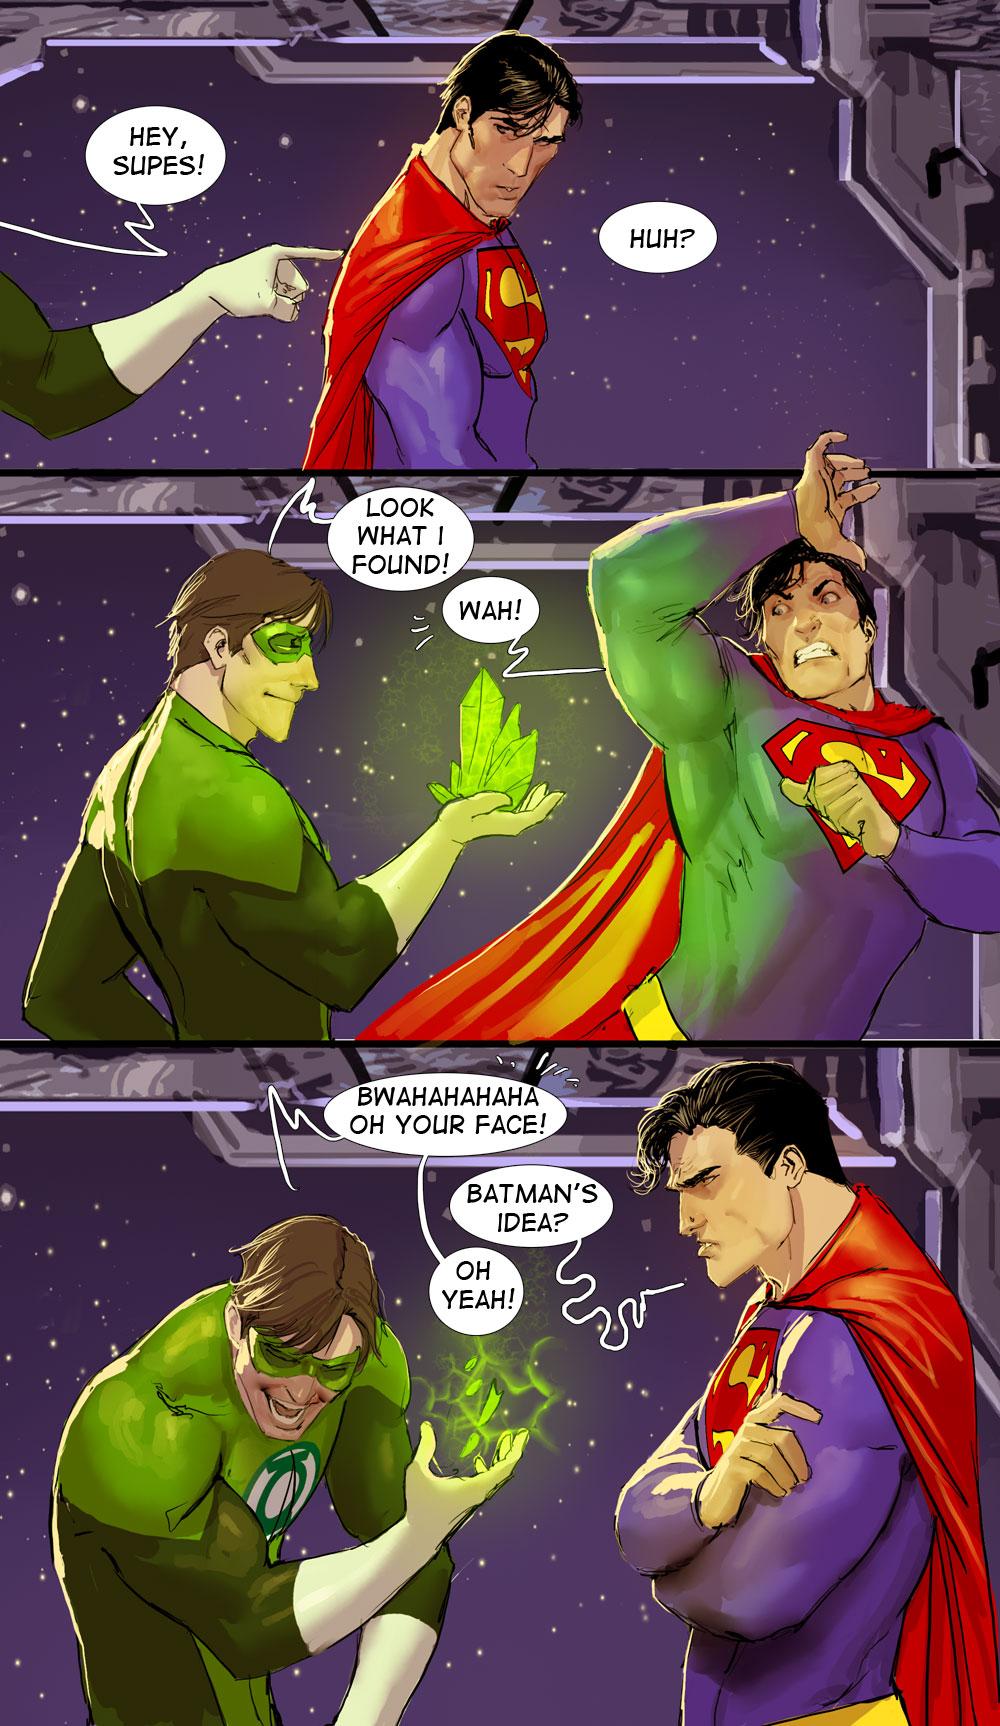 HEY,
SUPES!
HUH?
LOOK
WHAT I
FOUND!
WAH!
BWAHAHAHAHA
OH YOUR FACE!
BATMAN'S
IDEA?
OH
YEAH!